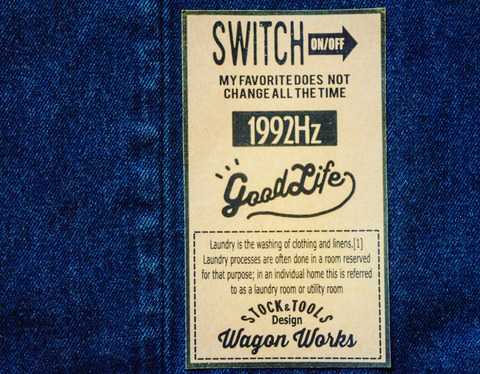 SWITCH ON/OFF
MY FAVORITE DOES NOT
CHANGE ALL THE TIME
1992Hz
Good Life
Laundry is the washing of clothing and linens.[1]
Laundry processes are often done in a room reserved
for that purpose; in an individual home this is referred
to as a laundry room or utility room
STOCK & TOOLS
Design
Wagon Works